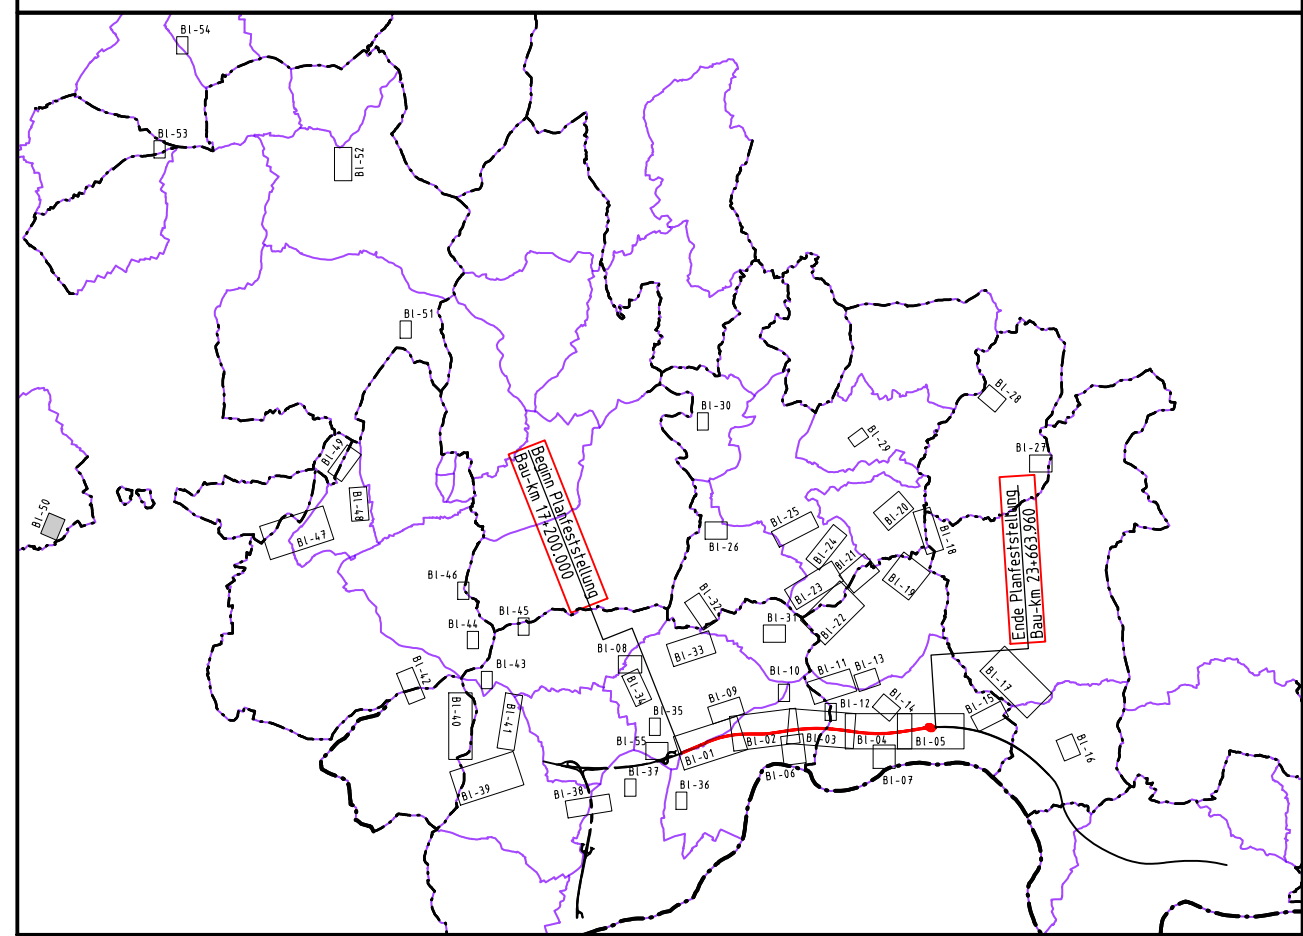 Bl-54
Bl-53
Bl-52
Bl-51
Bl-30
Bl-28
Bl-29
Bl-27
Bl-49
Bl-48
Bl-50
Bl-47
Beginn Planfeststellung
Bau-km 17+200.000
Bl-20
Bl-18
Bl-25
Bl-26
Bl-24
Bl-21
Bl-19
Bl-23
Bl-22
Ende Planfeststellung
Bau-km 23+663.960
Bl-46
Bl-45
Bl-44
Bl-32
Bl-31
Bl-33
Bl-08
Bl-43
Bl-42
Bl-34
Bl-10
Bl-11
Bl-13
Bl-17
Bl-09
Bl-12
Bl-14
Bl-15
Bl-40
Bl-41
Bl-35
Bl-55
Bl-01
Bl-02
Bl-03
Bl-04
Bl-05
Bl-16
Bl-06
Bl-07
Bl-37
Bl-36
Bl-38
Bl-39